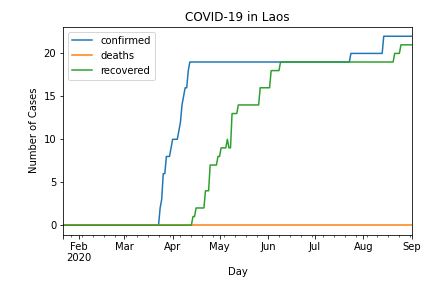 COVID-19 in Laos
confirmed
deaths
recovered
Number of Cases
20
15
10
5
0
Feb Mar Apr May Jun Jul Aug Sep
2020
Day